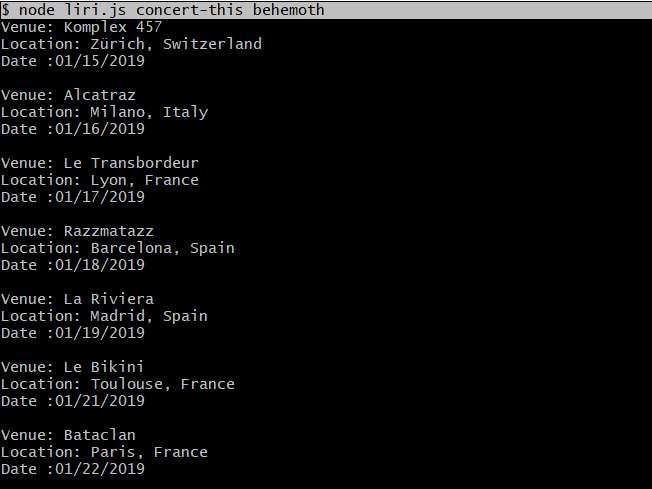 $ node liri.js concert-this behemoth
Venue: Komplex 457
Location: Zürich, Switzerland
Date :01/15/2019
Venue: Alcatraz
Location: Milano, Italy
Date :01/16/2019
Venue: Le Transbordeur
Location: Lyon, France
Date :01/17/2019
Venue: Razzmatazz
Location: Barcelona, Spain
Date :01/18/2019
Venue: La Riviera
Location: Madrid, Spain
Date :01/19/2019
Venue: Le Bikini
Location: Toulouse, France
Date :01/21/2019
Venue: Bataclan
Location: Paris, France
Date :01/22/2019